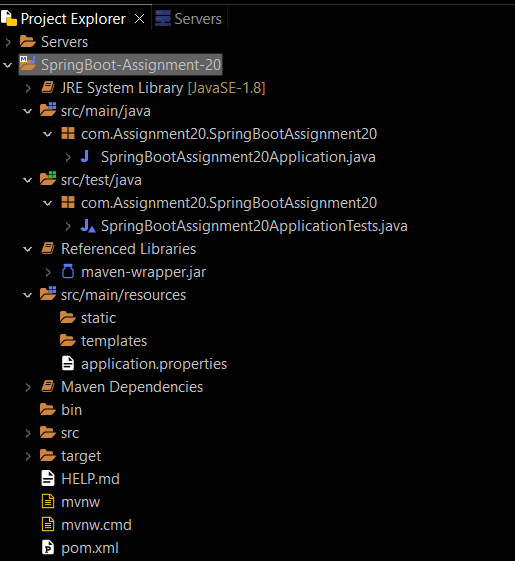 Project Explorer Servers
Servers
SpringBoot-Assignment-20
JRE System Library [JavaSE-1.8]
src/main/java
com.Assignment20.SpringBootAssignment20
SpringBootAssignment20Application.java
src/test/java
com.Assignment20.SpringBootAssignment20
SpringBootAssignment20ApplicationTests.java
Referenced Libraries
maven-wrapper.jar
src/main/resources
static
templates
application.properties
Maven Dependencies
bin
src
target
HELP.md
mvnw
mvnw.cmd
pom.xml